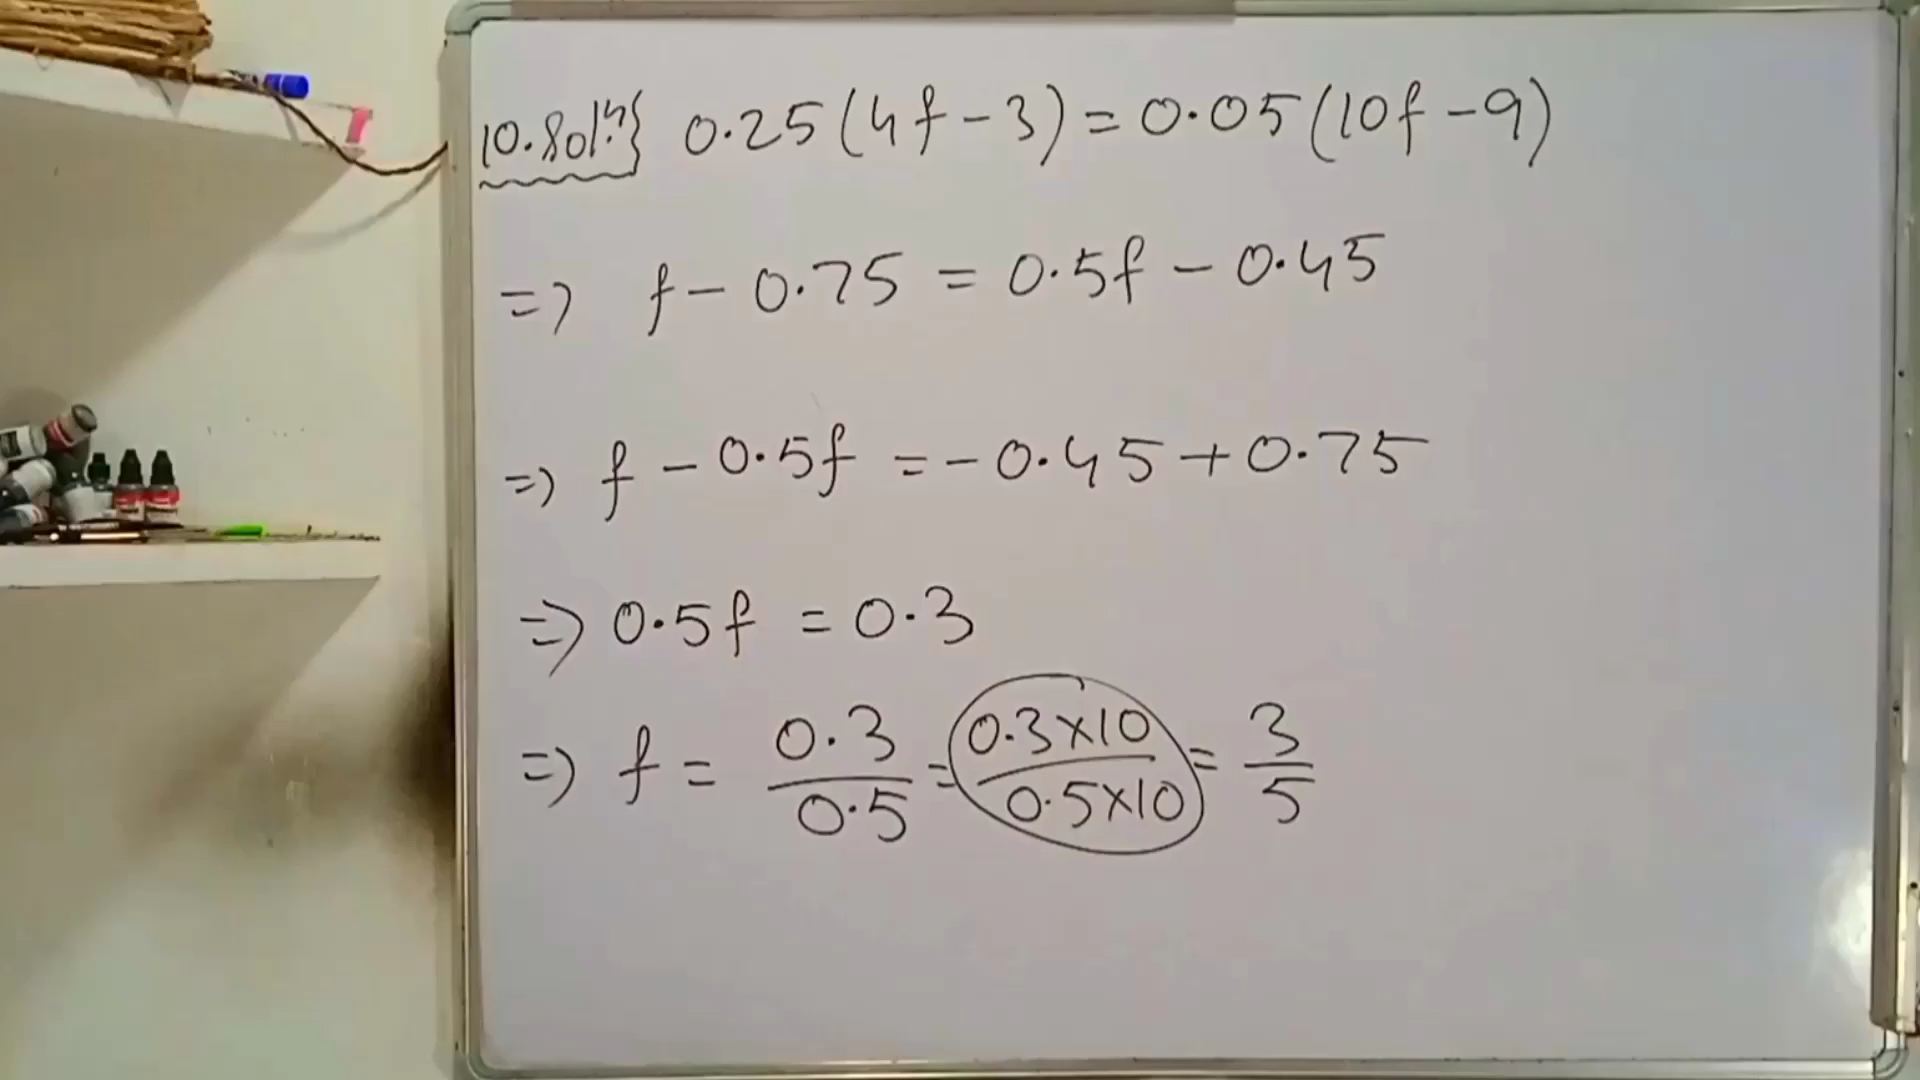 10.Sol.ⁿ} 0.25(4f-3)=0.05(10f-9)
=> f-0.75 = 0.5f-0.45
=> f-0.5f =-0.45+0.75
=> 0.5f = 0.3
=> f = 0.3/0.5 = 0.3×10/0.5×10 = 3/5